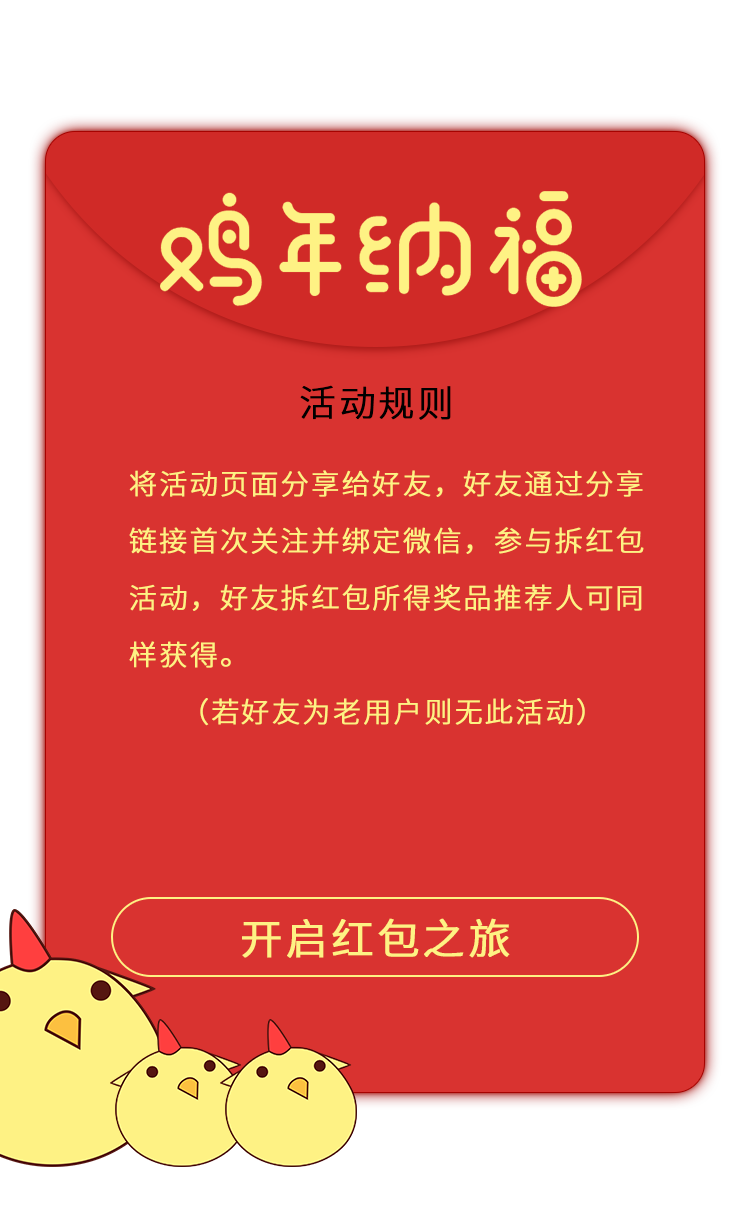 鸡年纳福
活动规则
将活动页面分享给好友，好友通过分享
链接首次关注并绑定微信，参与拆红包
活动，好友拆红包所得奖品推荐人可同
样获得。
（若好友为老用户则无此活动）
开启红包之旅